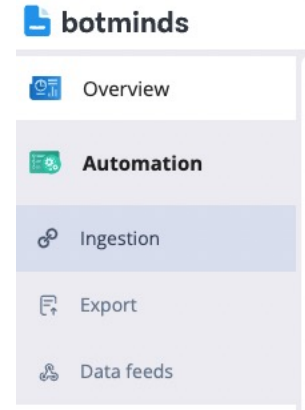 botminds
Overview
Automation
Ingestion
Export
Data feeds